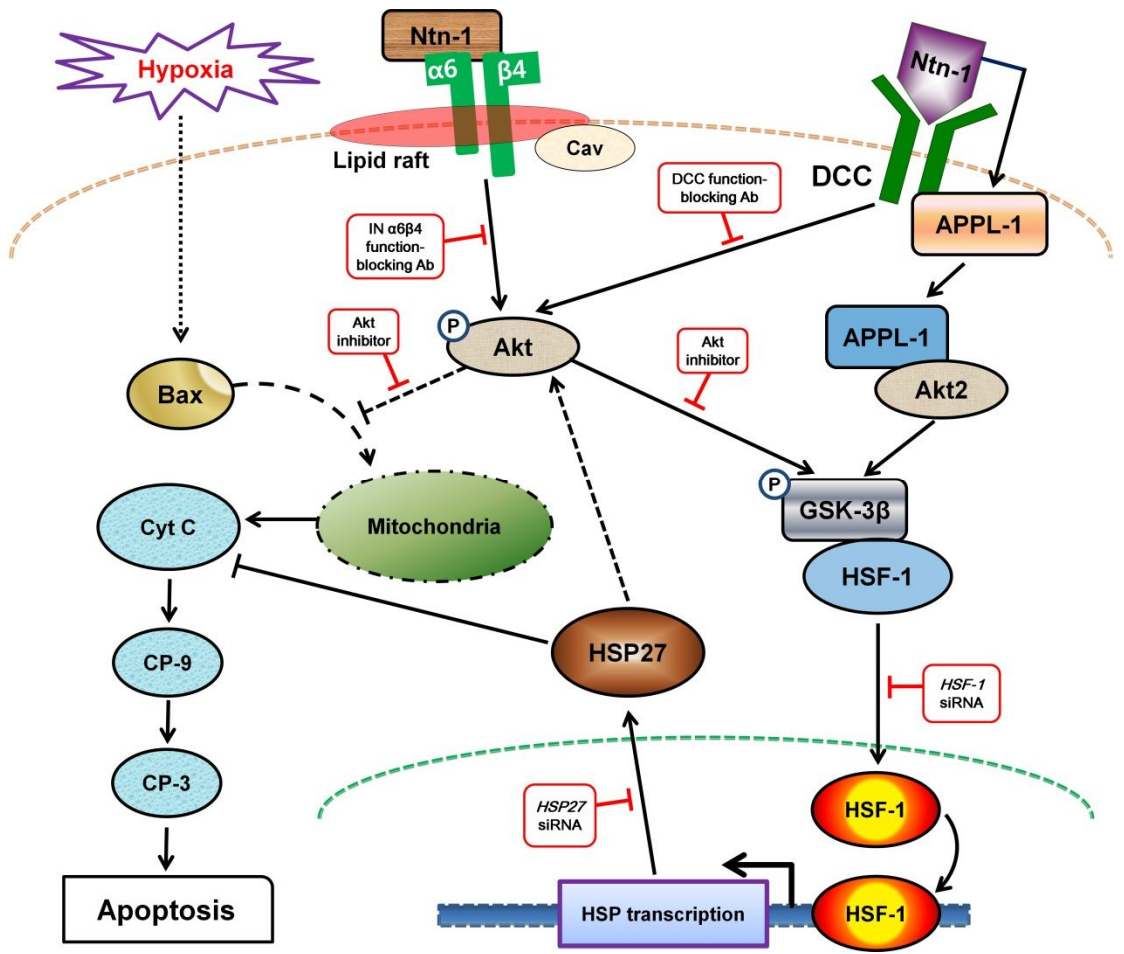 Hypoxia
Ntn-1
α6
β4
Lipid raft
Cav
Ntn-1
DCC
APPL-1
DCC function-
blocking Ab
IN α6β4
function-
blocking Ab
P
Akt
Akt
inhibitor
Akt
inhibitor
APPL-1
Akt2
Bax
P
GSK-3β
HSF-1
Cyt C
Mitochondria
HSP27
CP-9
HSF-1
siRNA
CP-3
HSP27
siRNA
HSF-1
Apoptosis
HSP transcription
HSF-1